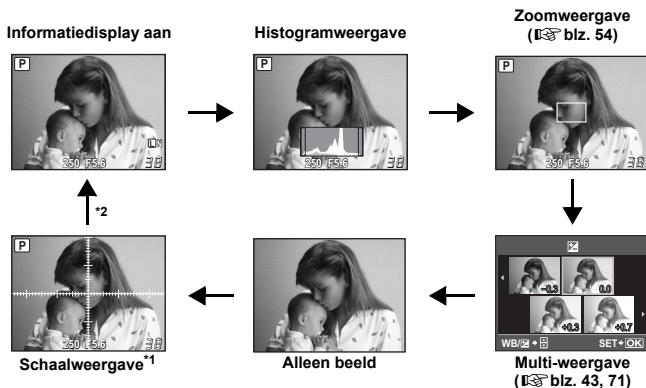 Informatiedisplay aan
Histogramweergave
Zoomweergave
(☞ blz. 54)
P
250 F5.6
38
L N
P
250 F5.6
38
P
250 F5.6
38
*2
P
250 F5.6
38
Schaalweergave*1
Alleen beeld
-0.3
0.0
+0.3
+0.7
WB/
SET
OK
Multi-weergave
(☞ blz. 43, 71)